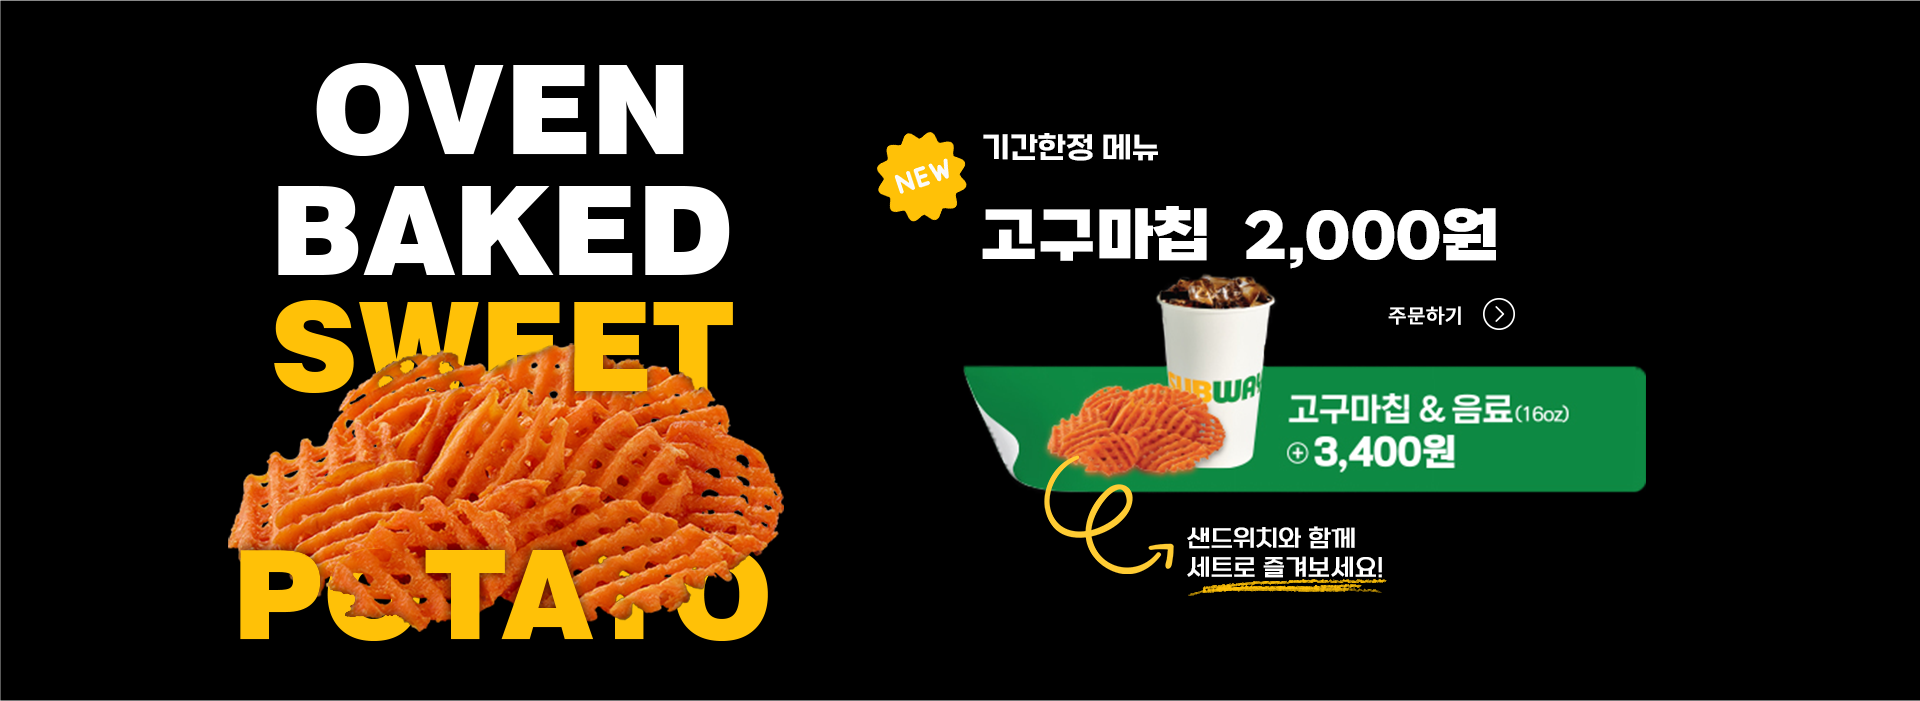 OVEN
BAKED
SWEET
POTATO
NEW
기간한정 메뉴
고구마칩 2,000원
주문하기
SUBWAY
고구마칩 & 음료(16oz)
+ 3,400원
샌드위치와 함께
세트로 즐겨보세요!